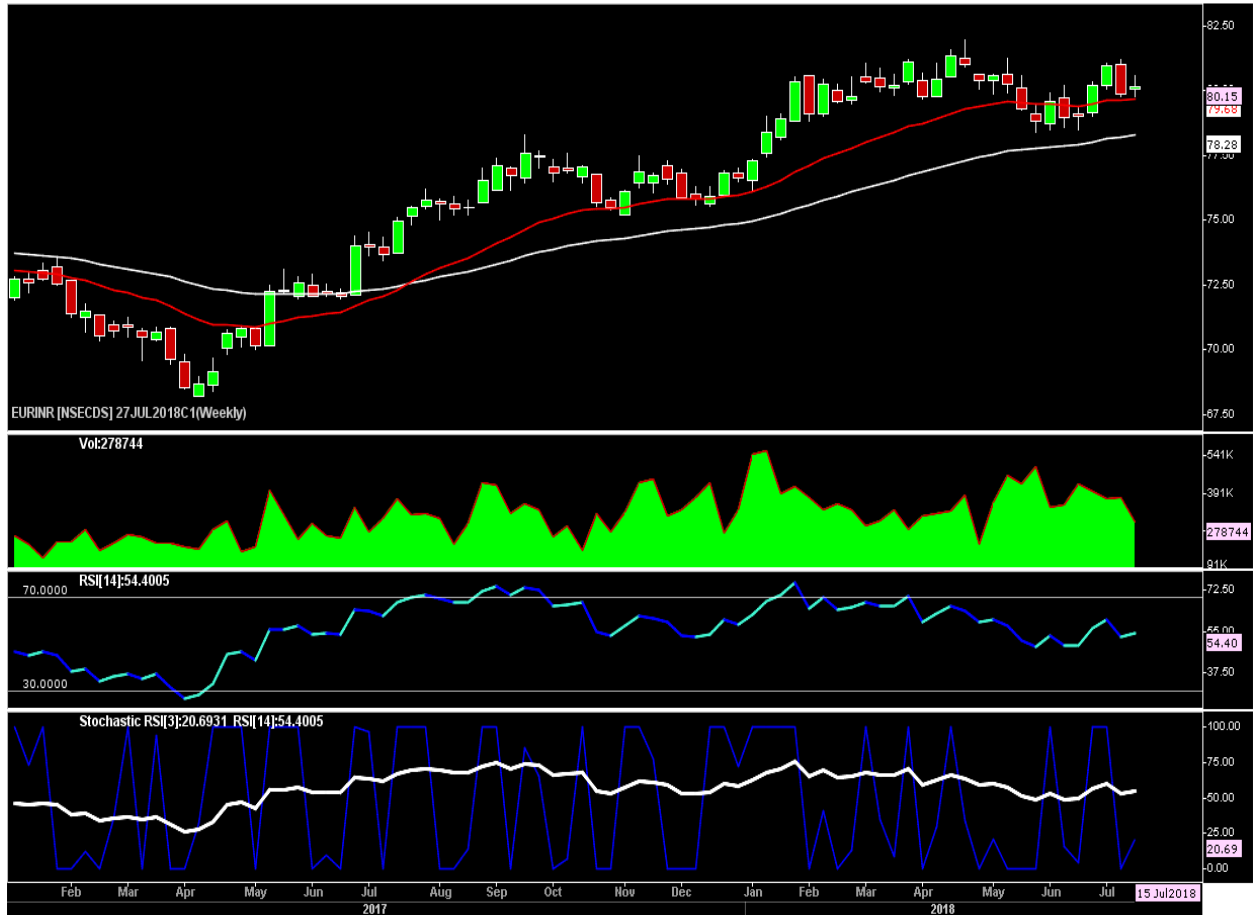 82.50
80.15
79.68
78.28
77.50
75.00
72.50
70.00
67.50
EURINR [NSECDS] 27JUL2018C1(Weekly)
Vol:278744
541K
391K
278744
91K
RSI[14]:54.4005
70.0000
30.0000
72.50
55.00
54.40
37.50
Stochastic RSI[3]:20.6931 RSI[14]:54.4005
100.00
75.00
50.00
25.00
20.69
0.00
Feb Mar Apr May Jun Jul Aug Sep Oct Nov Dec Jan Feb Mar Apr May Jun Jul 15 Jul2018
2017 2018